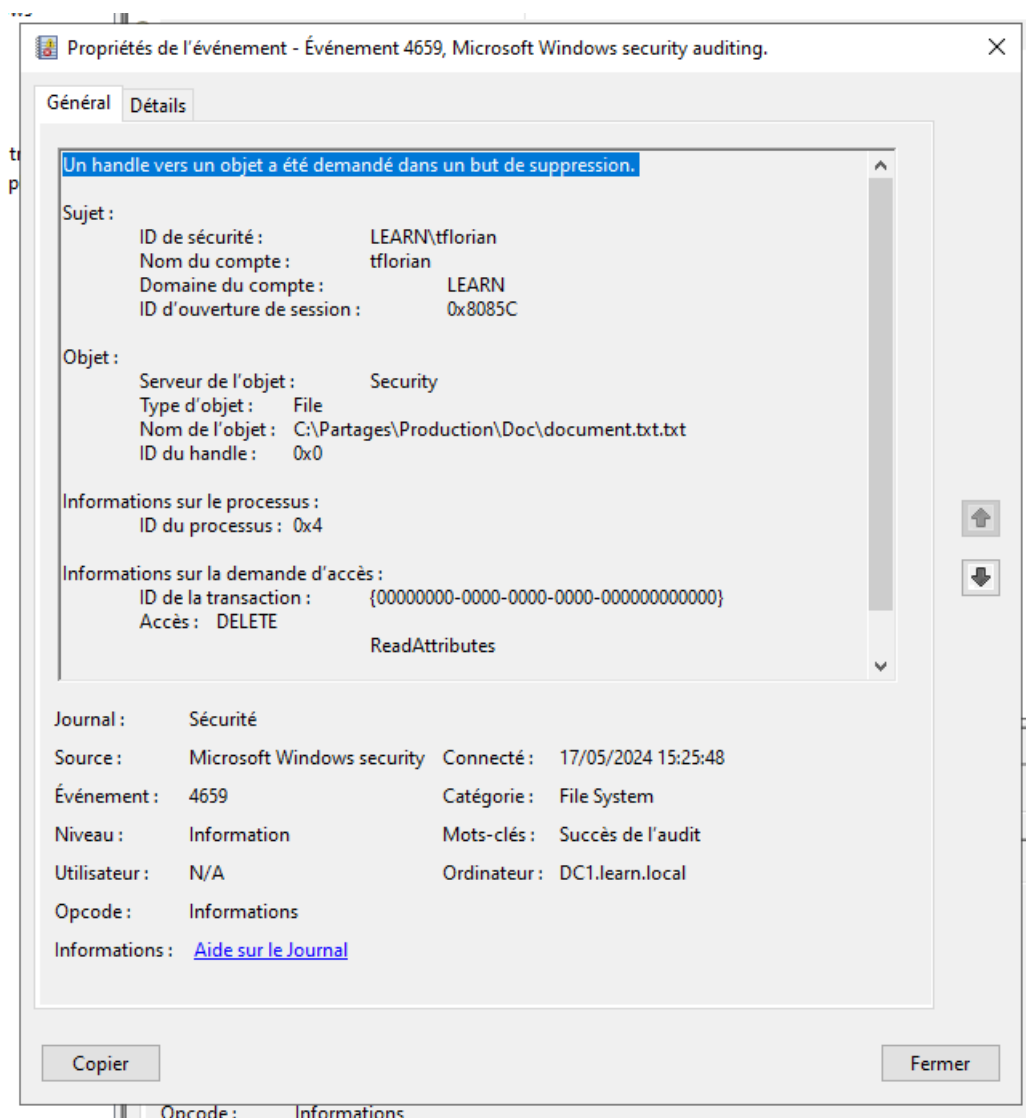 Propriétés de l'événement - Événement 4659, Microsoft Windows security auditing.
Général Détails
Un handle vers un objet a été demandé dans un but de suppression.
Sujet :
ID de sécurité : LEARN\tflorian
Nom du compte : tflorian
Domaine du compte : LEARN
ID d'ouverture de session : 0x8085C
Objet :
Serveur de l'objet : Security
Type d'objet : File
Nom de l'objet : C:\Partages\Production\Doc\document.txt.txt
ID du handle : 0x0
Informations sur le processus :
ID du processus : 0x4
Informations sur la demande d'accès :
ID de la transaction : {00000000-0000-0000-0000-000000000000}
Accès : DELETE
ReadAttributes
Journal : Sécurité
Source : Microsoft Windows security Connecté : 17/05/2024 15:25:48
Événement : 4659 Catégorie : File System
Niveau : Information Mots-clés : Succès de l'audit
Utilisateur : N/A Ordinateur : DC1.learn.local
Opcode : Informations
Informations : Aide sur le Journal
Copier Fermer
Opcode : Informations